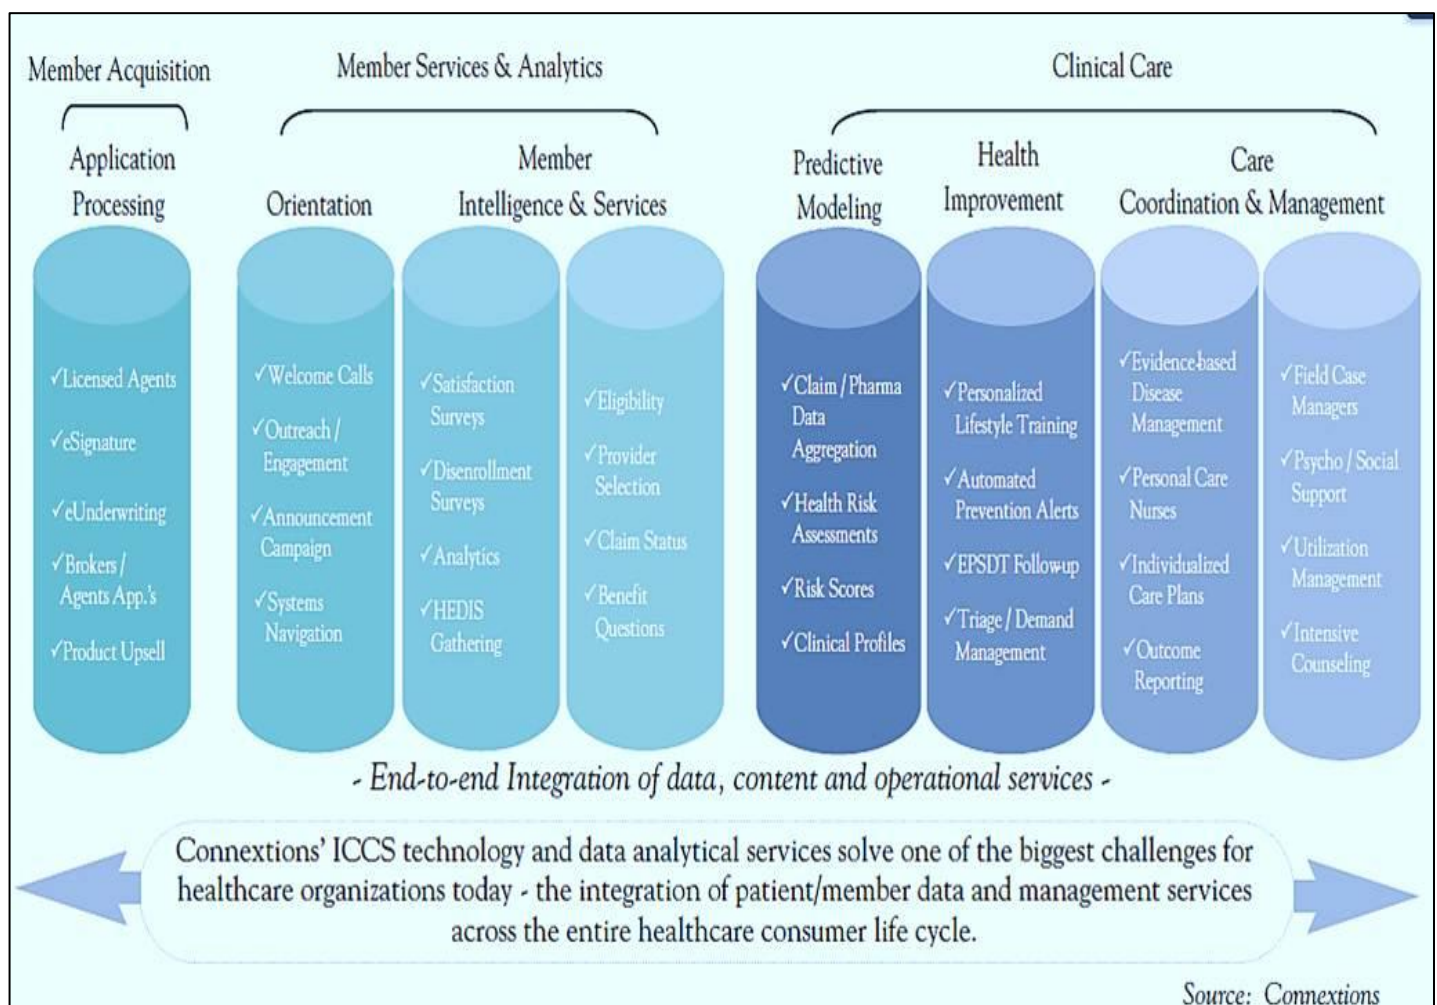 Member Acquisition
Member Services & Analytics
Clinical Care
Application
Processing
Orientation
Member
Intelligence & Services
Predictive
Modeling
Health
Improvement
Care
Coordination & Management
✓Licensed Agents
✓eSignature
✓eUnderwriting
✓Brokers /
Agents App.'s
✓Product Upsell
✓Welcome Calls
✓Outreach /
Engagement
✓Announcement
Campaign
✓Systems
Navigation
✓Satisfaction
Surveys
✓Disenrollment
Surveys
✓Analytics
✓HEDIS
Gathering
✓Eligibility
✓Provider
Selection
✓Claim Status
✓Benefit
Questions
✓Claim / Pharma
Data
Aggregation
✓Health Risk
Assessments
✓Risk Scores
✓Clinical Profiles
✓Personalized
Lifestyle Training
✓Automated
Prevention Alerts
✓EPSDT Follow-up
✓Triage / Demand
Management
✓Evidence-based
Disease
Management
✓Personal Care
Nurses
✓Individualized
Care Plans
✓Outcome
Reporting
✓Field Case
Managers
✓Psycho / Social
Support
✓Utilization
Management
✓Intensive
Counseling
- End-to-end Integration of data, content and operational services -
Connextions' ICCS technology and data analytical services solve one of the biggest challenges for
healthcare organizations today - the integration of patient/member data and management services
across the entire healthcare consumer life cycle.
Source: Connextions